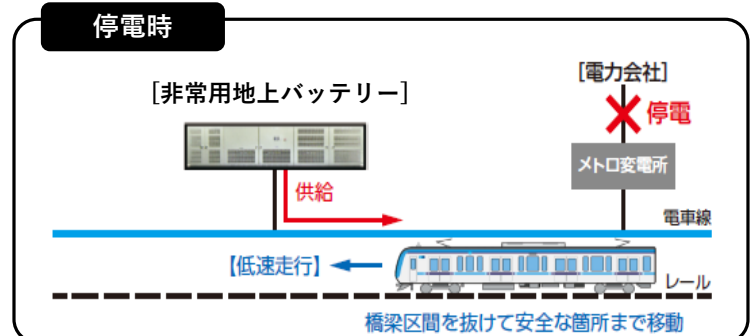 停電時
[電力会社]
[非常用地上バッテリー]
停電
メトロ変電所
供給
電車線
【低速走行】
レール
橋梁区間を抜けて安全な箇所まで移動